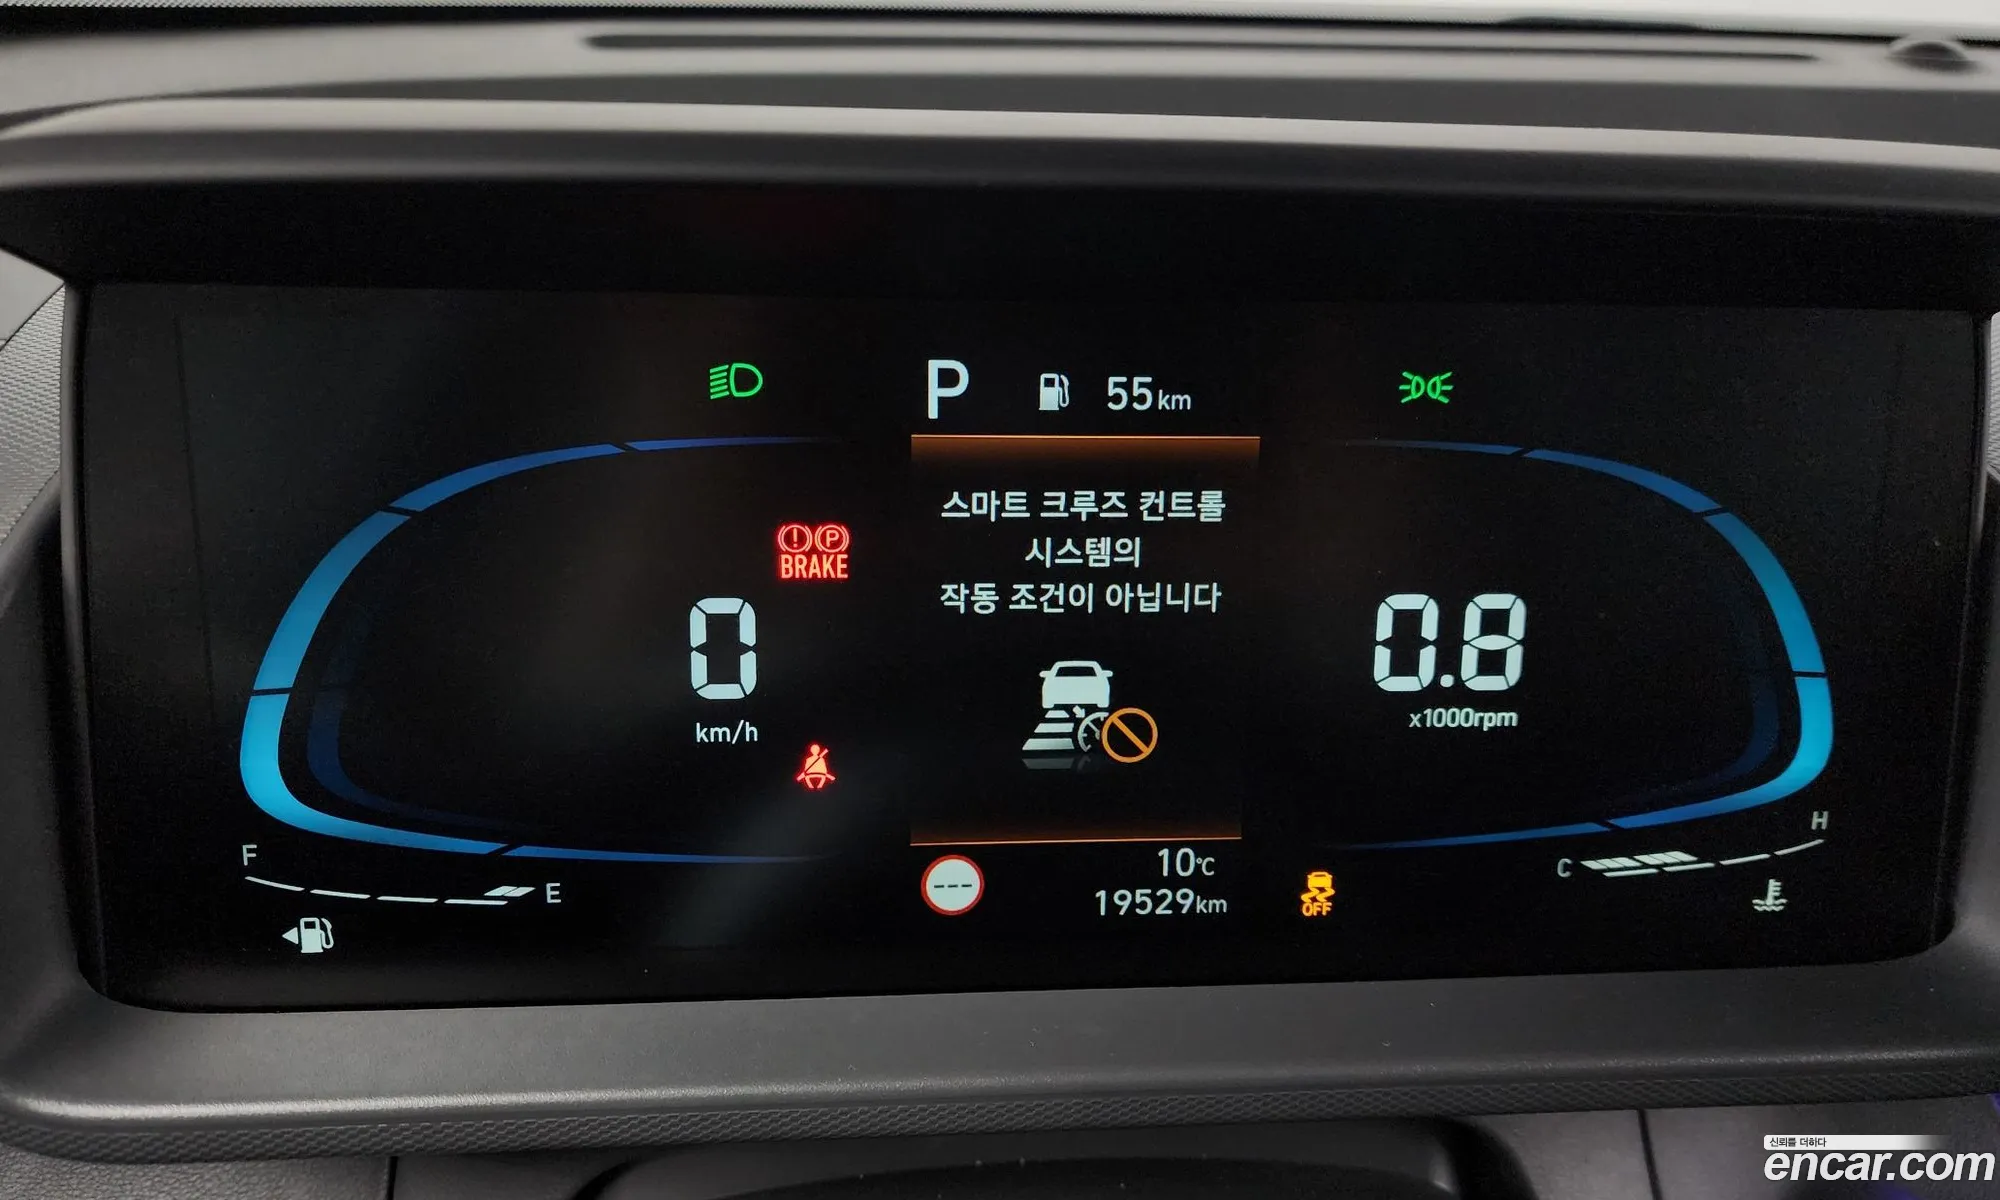 P 55km
BRAKE
스마트 크루즈 컨트롤
시스템의
작동 조건이 아닙니다
0
km/h
0.8
x1000rpm
F
E
---
10℃
19529km
OFF
C
H
신뢰를 더하다
encar.com